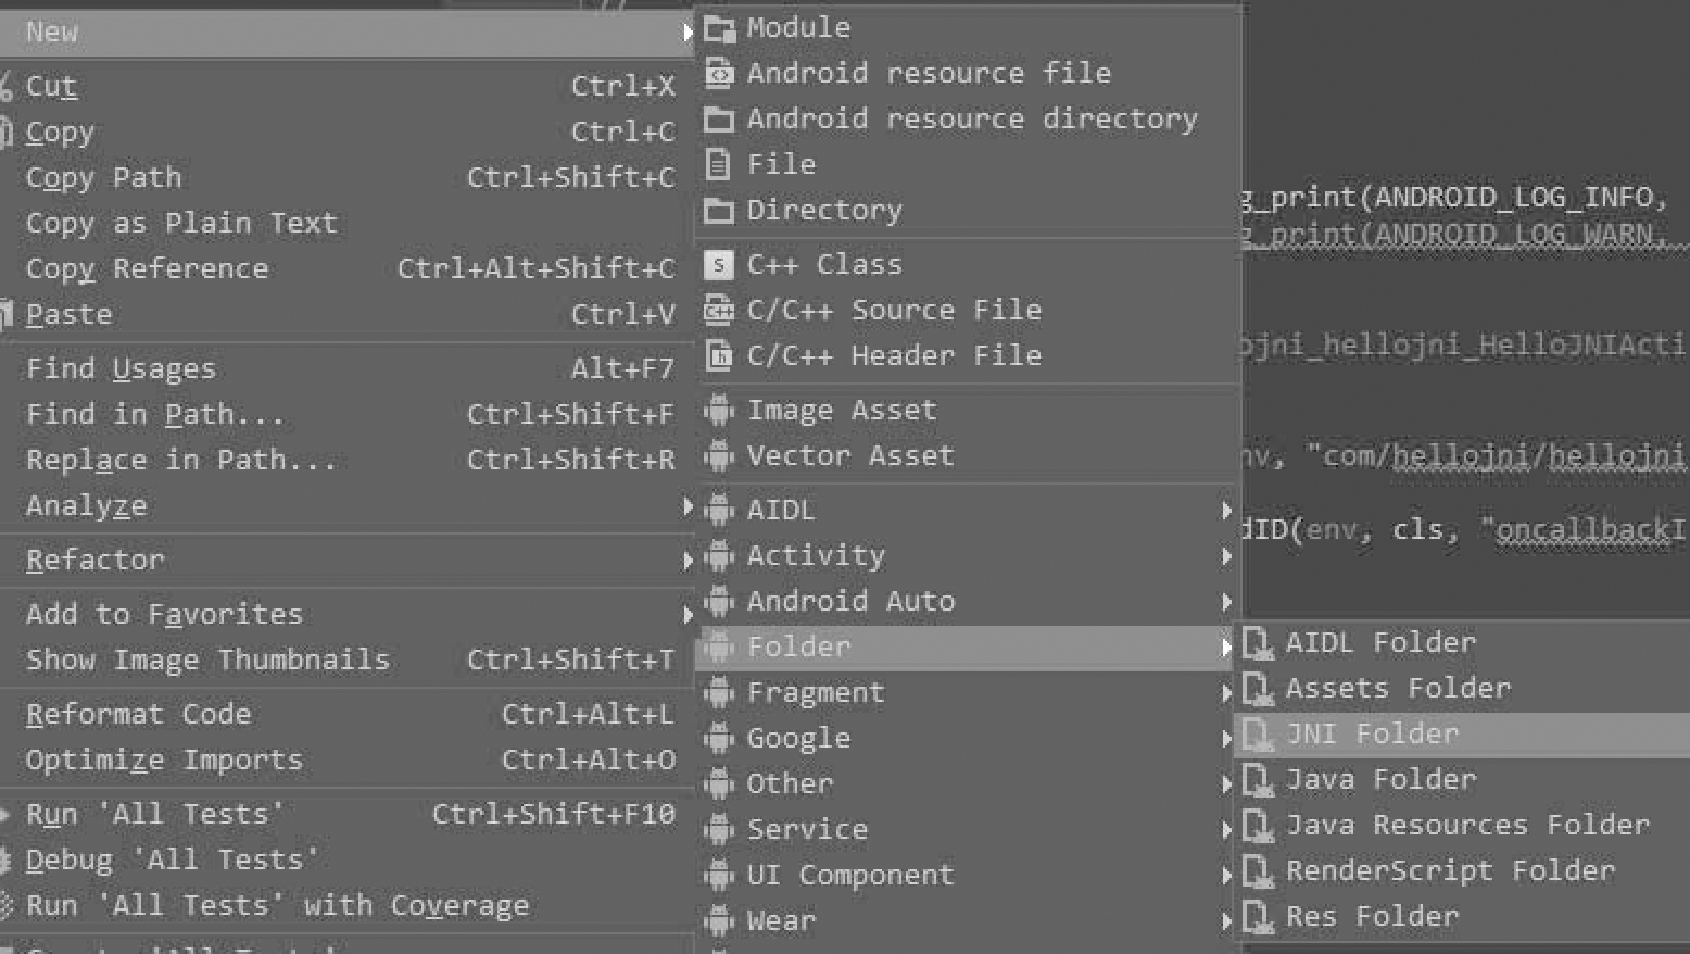 New
Cut Ctrl+X
Copy Ctrl+C
Copy Path Ctrl+Shift+C
Copy as Plain Text
Copy Reference Ctrl+Alt+Shift+C
Paste Ctrl+V
Find Usages Alt+F7
Find in Path... Ctrl+Shift+F
Replace in Path... Ctrl+Shift+R
Analyze
Refactor
Add to Favorites
Show Image Thumbnails Ctrl+Shift+T
Reformat Code Ctrl+Alt+L
Optimize Imports Ctrl+Alt+O
Run 'All Tests' Ctrl+Shift+F10
Debug 'All Tests'
Run 'All Tests' with Coverage
Module
Android resource file
Android resource directory
File
Directory
C++ Class
C/C++ Source File
C/C++ Header File
Image Asset
Vector Asset
AIDL
Activity
Android Auto
Folder
Fragment
Google
Other
Service
UI Component
Wear
//
g_print(ANDROID_LOG_INFO,
g_print(ANDROID_LOG_WARN,
ojni_hellojni_HelloJNIActi
nv, "com/hellojni/hellojni
dID(env, cls, "oncallbackI
AIDL Folder
Assets Folder
JNI Folder
Java Folder
Java Resources Folder
RenderScript Folder
Res Folder